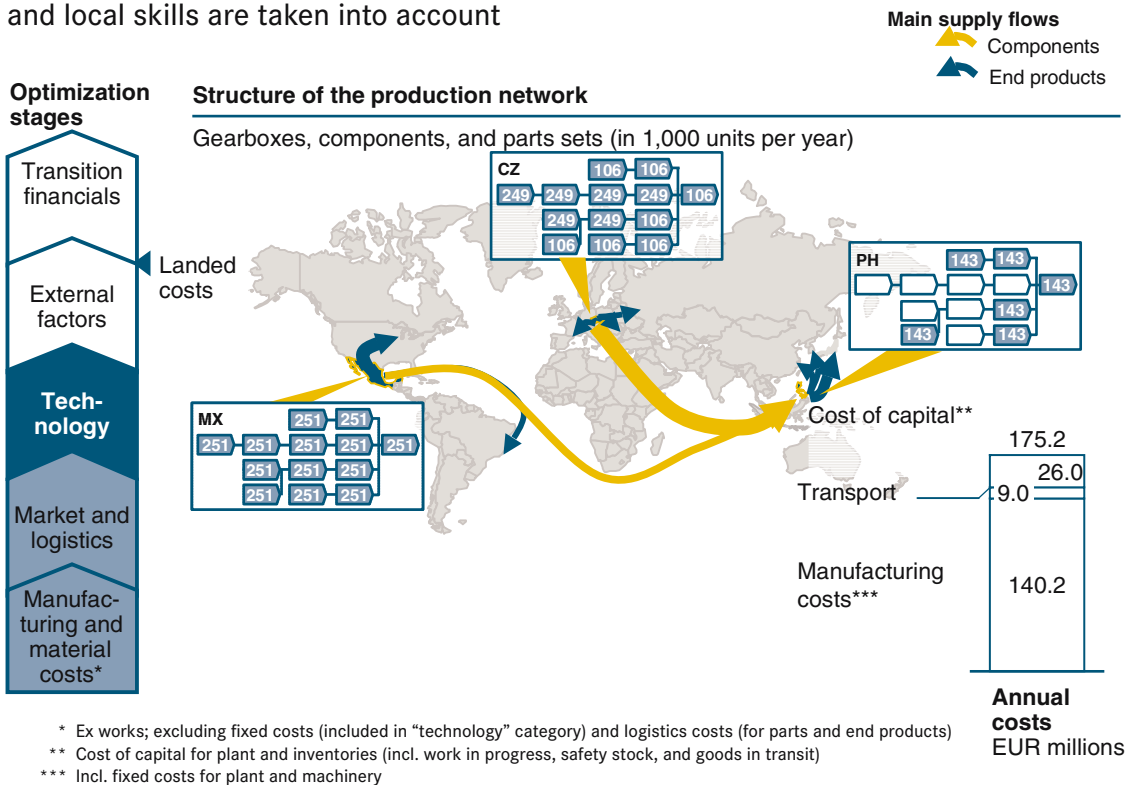 and local skills are taken into account
Main supply flows
Components
End products
Optimization
stages
Structure of the production network
Gearboxes, components, and parts sets (in 1,000 units per year)
Transition
financials
Landed
costs
External
factors
Tech-
nology
Market and
logistics
Manufac-
turing and
material
costs*
CZ
106 106
249 249 249 249 106
249 249 106
106 106 106
PH
143 143
143
143
143 143
MX
251 251
251 251 251 251 251
251 251 251
251 251 251
Cost of capital**
175.2
26.0
Transport
9.0
Manufacturing
costs***
140.2
Annual
costs
EUR millions
* Ex works; excluding fixed costs (included in “technology” category) and logistics costs (for parts and end products)
** Cost of capital for plant and inventories (incl. work in progress, safety stock, and goods in transit)
*** Incl. fixed costs for plant and machinery